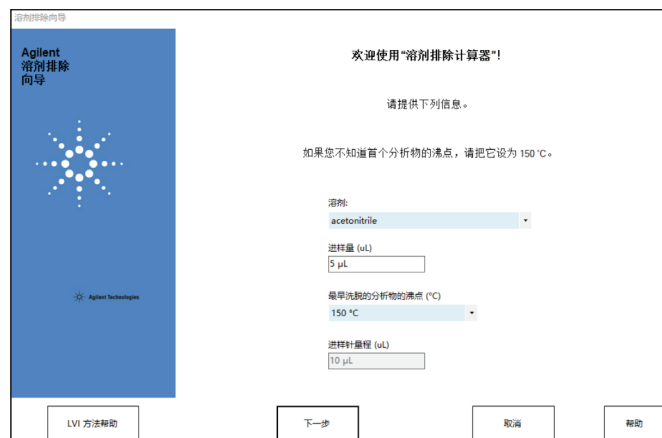 溶剂排除向导
Agilent
溶剂排除
向导
Agilent Technologies
欢迎使用“溶剂排除计算器”!
请提供下列信息。
如果您不知道首个分析物的沸点，请把它设为 150 °C。
溶剂:
acetonitrile
进样量 (uL)
5 µL
最早洗脱的分析物的沸点 (°C)
150 °C
进样针量程 (uL)
10 µL
LVI 方法帮助
下一步
取消
帮助